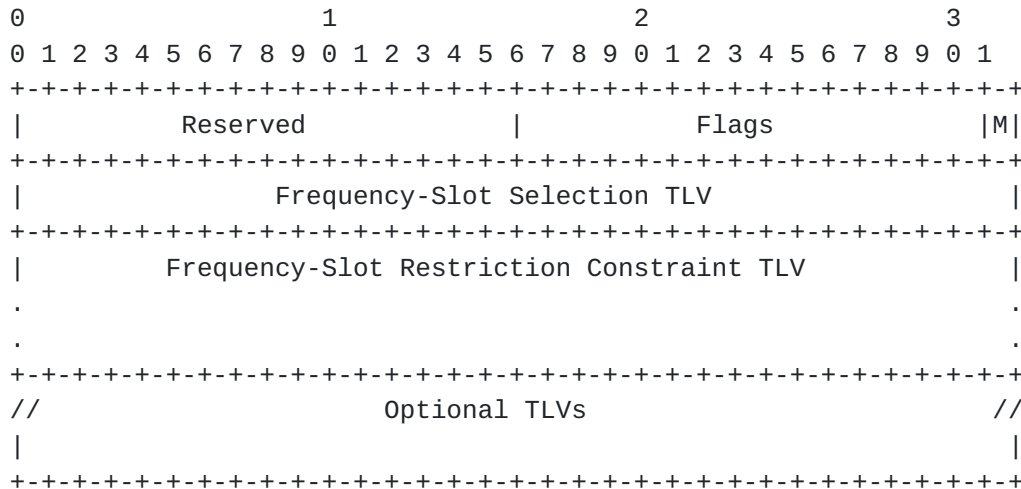 0                   1                   2                   3
0 1 2 3 4 5 6 7 8 9 0 1 2 3 4 5 6 7 8 9 0 1 2 3 4 5 6 7 8 9 0 1
+-+-+-+-+-+-+-+-+-+-+-+-+-+-+-+-+-+-+-+-+-+-+-+-+-+-+-+-+-+-+-+-+
|          Reserved             |           Flags             |M|
+-+-+-+-+-+-+-+-+-+-+-+-+-+-+-+-+-+-+-+-+-+-+-+-+-+-+-+-+-+-+-+-+
|                Frequency-Slot Selection TLV                   |
+-+-+-+-+-+-+-+-+-+-+-+-+-+-+-+-+-+-+-+-+-+-+-+-+-+-+-+-+-+-+-+-+
|         Frequency-Slot Restriction Constraint TLV             |
.                                                               .
.                                                               .
+-+-+-+-+-+-+-+-+-+-+-+-+-+-+-+-+-+-+-+-+-+-+-+-+-+-+-+-+-+-+-+-+
//                      Optional TLVs                          //
|                                                               |
+-+-+-+-+-+-+-+-+-+-+-+-+-+-+-+-+-+-+-+-+-+-+-+-+-+-+-+-+-+-+-+-+